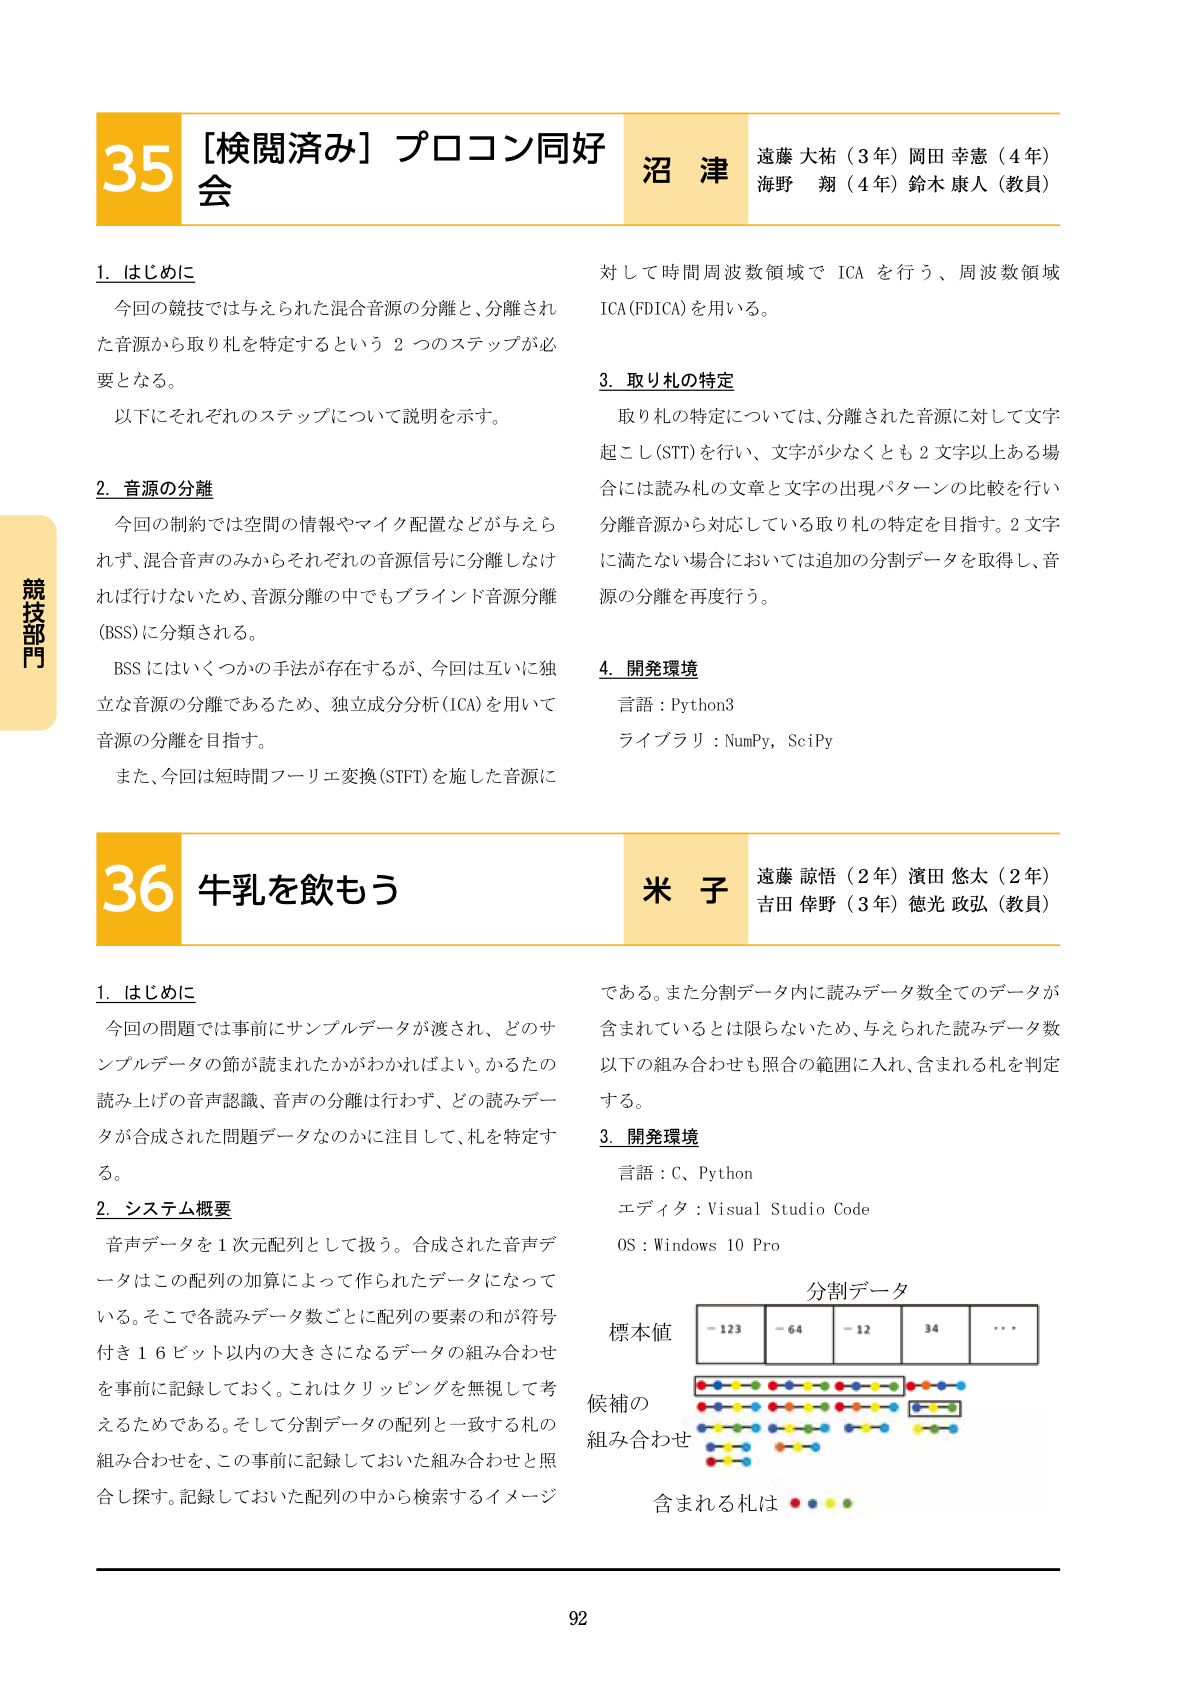 35
［検閲済み］プロコン同好
会
沼 津
遠藤 大祐（３年）岡田 幸憲（４年）
海野　翔（４年）鈴木 康人（教員）
1. はじめに
今回の競技では与えられた混合音源の分離と、分離され
た音源から取り札を特定するという 2 つのステップが必
要となる。
以下にそれぞれのステップについて説明を示す。
2. 音源の分離
今回の制約では空間の情報やマイク配置などが与えら
れず、混合音声のみからそれぞれの音源信号に分離しなけ
れば行けないため、音源分離の中でもブラインド音源分離
(BSS)に分類される。
BSS にはいくつかの手法が存在するが、今回は互いに独
立な音源の分離であるため、独立成分分析(ICA)を用いて
音源の分離を目指す。
また、今回は短時間フーリエ変換(STFT)を施した音源に
対して時間周波数領域で ICA を行う、周波数領域
ICA(FDICA)を用いる。
3. 取り札の特定
取り札の特定については、分離された音源に対して文字
起こし(STT)を行い、文字が少なくとも 2 文字以上ある場
合には読み札の文章と文字の出現パターンの比較を行い
分離音源から対応している取り札の特定を目指す。2 文字
に満たない場合においては追加の分割データを取得し、音
源の分離を再度行う。
4. 開発環境
言語：Python3
ライブラリ：NumPy, SciPy
競技部門
36
牛乳を飲もう
米 子
遠藤 諒悟（２年）濱田 悠太（２年）
吉田 倖野（３年）徳光 政弘（教員）
1. はじめに
今回の問題では事前にサンプルデータが渡され、どのサ
ンプルデータの節が読まれたかがわかればよい。かるたの
読み上げの音声認識、音声の分離は行わず、どの読みデー
タが合成された問題データなのかに注目して、札を特定す
る。
2. システム概要
音声データを１次元配列として扱う。合成された音声デ
ータはこの配列の加算によって作られたデータになって
いる。そこで各読みデータ数ごとに配列の要素の和が符号
付き１６ビット以内の大きさになるデータの組み合わせ
を事前に記録しておく。これはクリッピングを無視して考
えるためである。そして分割データの配列と一致する札の
組み合わせを、この事前に記録しておいた組み合わせと照
合し探す。記録しておいた配列の中から検索するイメージ
である。また分割データ内に読みデータ数全てのデータが
含まれているとは限らないため、与えられた読みデータ数
以下の組み合わせも照合の範囲に入れ、含まれる札を判定
する。
3. 開発環境
言語：C、Python
エディタ：Visual Studio Code
OS：Windows 10 Pro
分割データ
標本値
－123
－64
－12
34
・・・
候補の
組み合わせ
含まれる札は
92